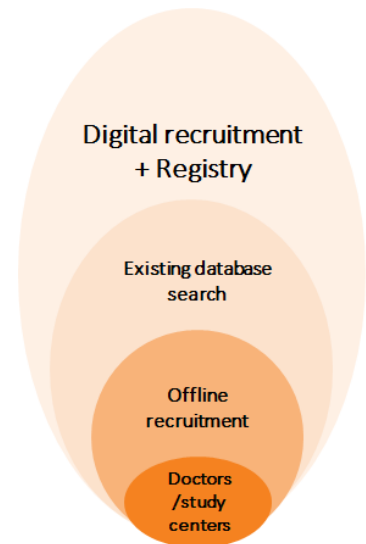 Digital recruitment
+ Registry
Existing database
search
Offline
recruitment
Doctors
/study
centers